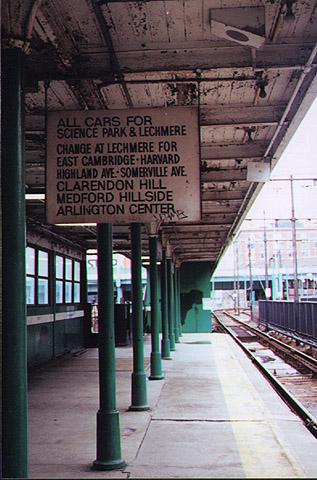 ALL CARS FOR
SCIENCE PARK & LECHMERE
CHANGE AT LECHMERE FOR
EAST CAMBRIDGE - HARVARD
HIGHLAND AVE - SOMERVILLE AVE.
CLARENDON HILL
MEDFORD HILLSIDE
ARLINGTON CENTER